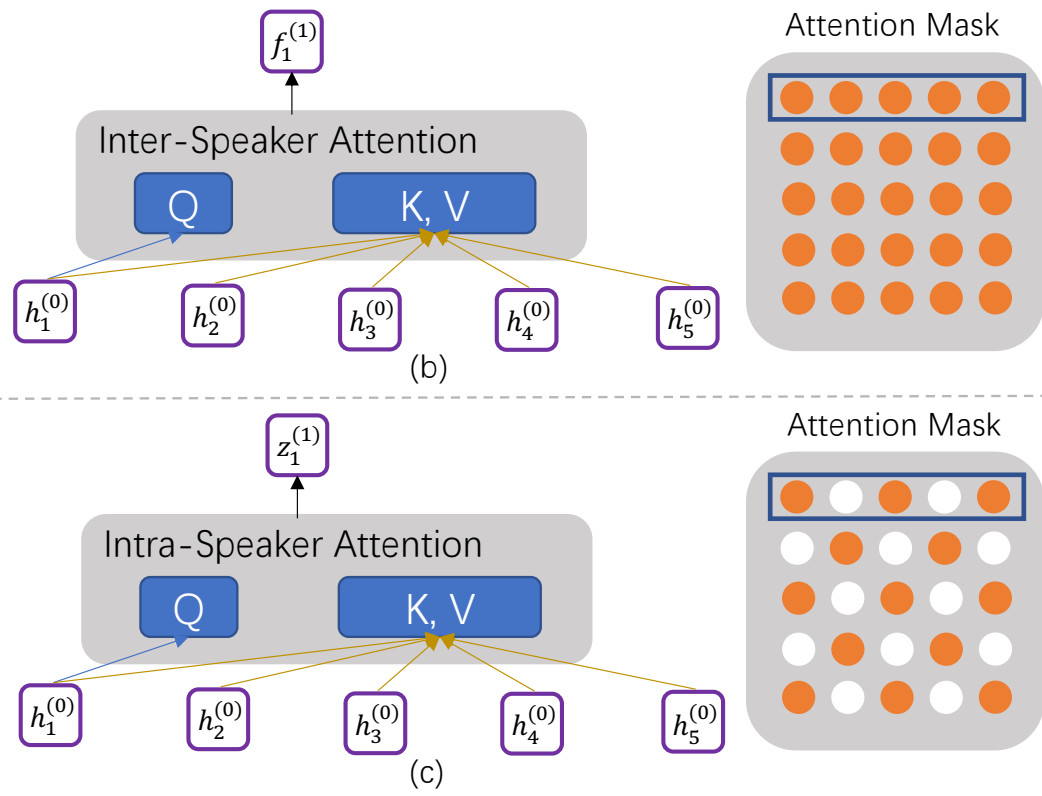 f_1^{(1)}
Attention Mask
Inter-Speaker Attention
Q
K, V
h_1^{(0)} h_2^{(0)} h_3^{(0)} h_4^{(0)} h_5^{(0)}
(b)
z_1^{(1)}
Attention Mask
Intra-Speaker Attention
Q
K, V
h_1^{(0)} h_2^{(0)} h_3^{(0)} h_4^{(0)} h_5^{(0)}
(c)